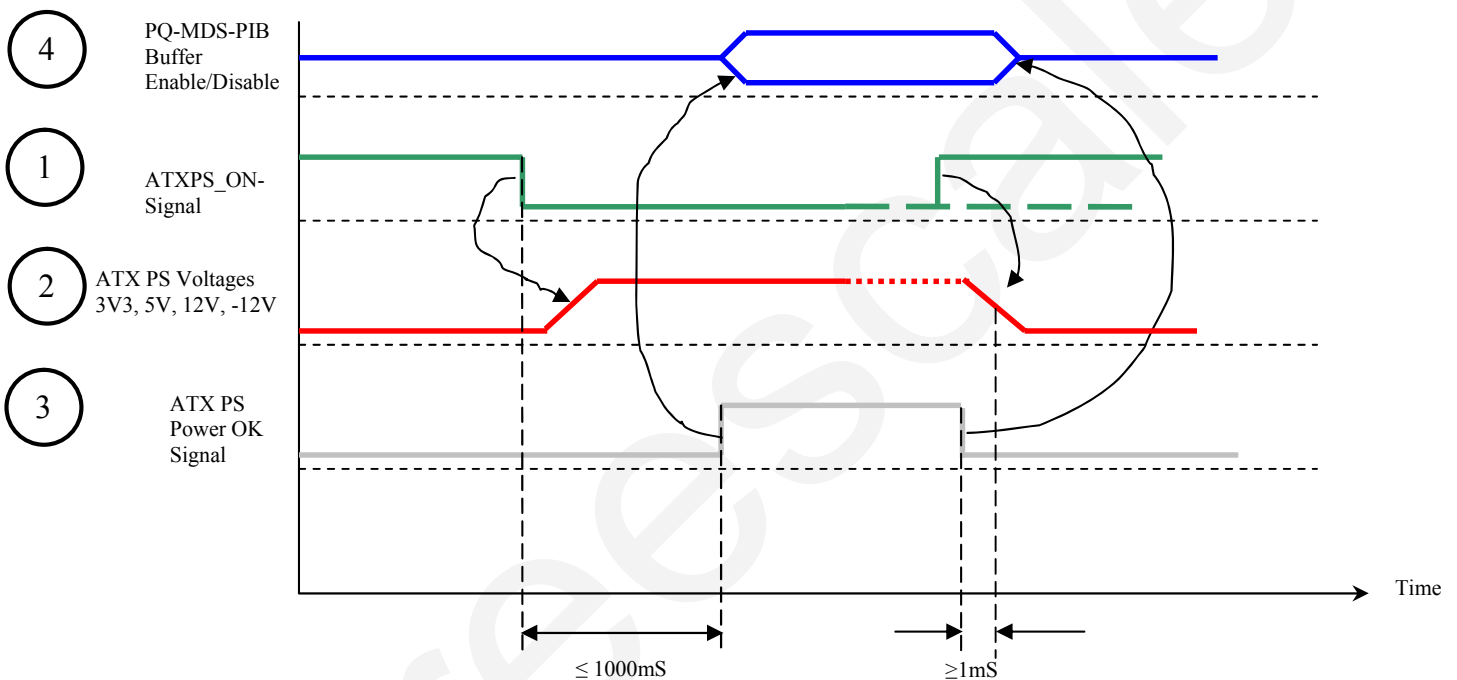 4
PQ-MDS-PIB
Buffer
Enable/Disable
1
ATXPS_ON-
Signal
2
ATX PS Voltages
3V3, 5V, 12V, -12V
3
ATX PS
Power OK
Signal
Time
≤ 1000mS
≥1mS
freescale